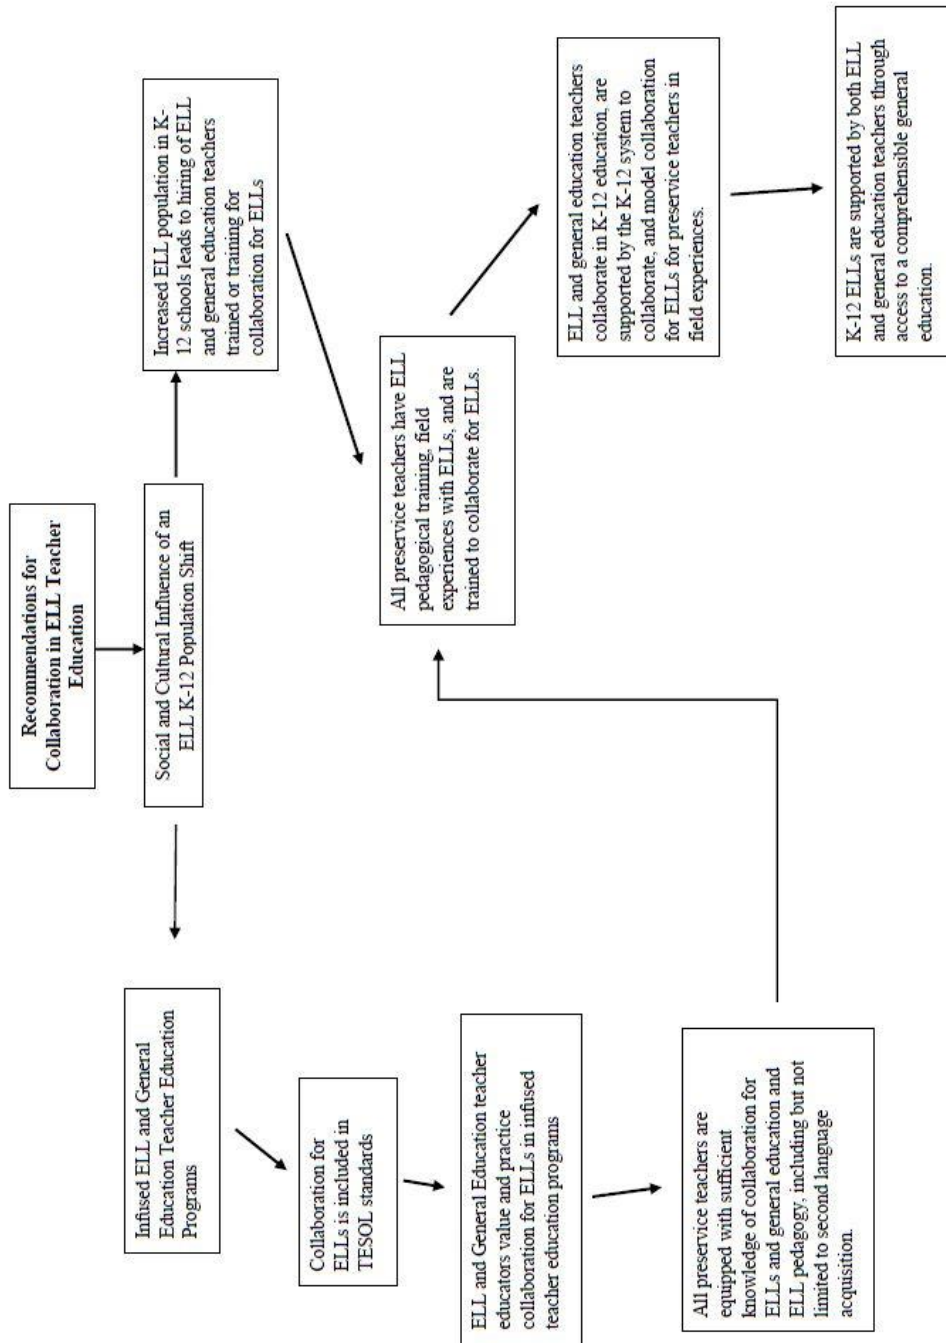 Recommendations for
Collaboration in ELL Teacher
Education
Social and Cultural Influence of an
ELL K-12 Population Shift
Infused ELL and General
Education Teacher Education
Programs
Increased ELL population in K-
12 schools leads to hiring of ELL
and general education teachers
trained or training for
collaboration for ELLs
Collaboration for
ELLs is included in
TESOL standards
All preservice teachers have ELL
pedagogical training, field
experiences with ELLs, and are
trained to collaborate for ELLs.
ELL and General Education teacher
educators value and practice
collaboration for ELLs in infused
teacher education programs
ELL and general education teachers
collaborate in K-12 education, are
supported by the K-12 system to
collaborate, and model collaboration
for ELLs for preservice teachers in
field experiences.
All preservice teachers are
equipped with sufficient
knowledge of collaboration for
ELLs and general education and
ELL pedagogy, including but not
limited to second language
acquisition.
K-12 ELLs are supported by both ELL
and general education teachers through
access to a comprehensible general
education.